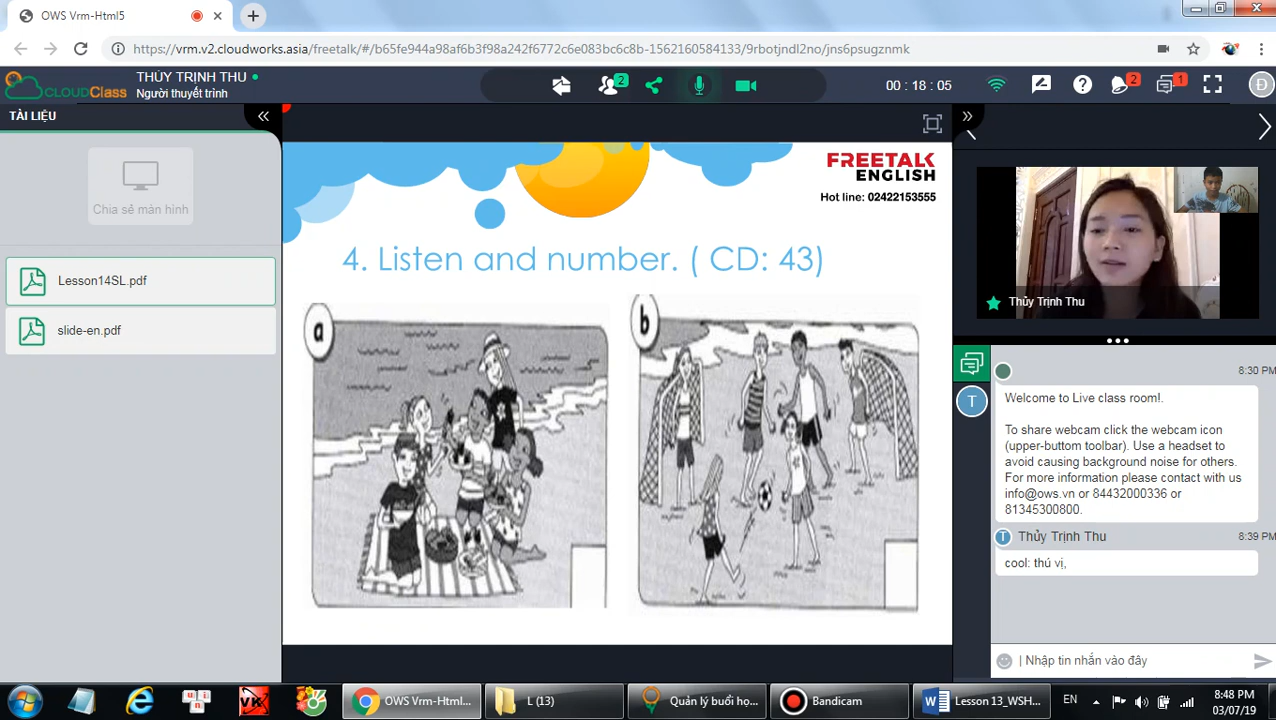 OWS Vrm-Html5
https://vrm.v2.cloudworks.asia/freetalk/#/b65fe944a98af6b3f98a242f6772c6e083bc6c8b-1562160584133/9rbotjndl2no/jns6psugznmk
CLOUDClass
THỦY TRỊNH THU
Người thuyết trình
2
00 : 18 : 05
2
1
Đ
TÀI LIỆU
Chia sẻ màn hình
Lesson14SL.pdf
slide-en.pdf
FREETALK
ENGLISH
Hot line: 02422153555
4. Listen and number. ( CD: 43)
a
b
Thủy Trịnh Thu
8:30 PM
Welcome to Live class room!.
To share webcam click the webcam icon
(upper-buttom toolbar). Use a headset to
avoid causing background noise for others.
For more information please contact with us
info@ows.vn or 84432000336 or
81345300800.
T
T
Thủy Trịnh Thu
8:39 PM
cool: thú vị,
Nhập tin nhắn vào đây
OWS Vrm-Html...
L (13)
Quản lý buổi họ...
Bandicam
Lesson 13_WSH...
EN
8:48 PM
03/07/19